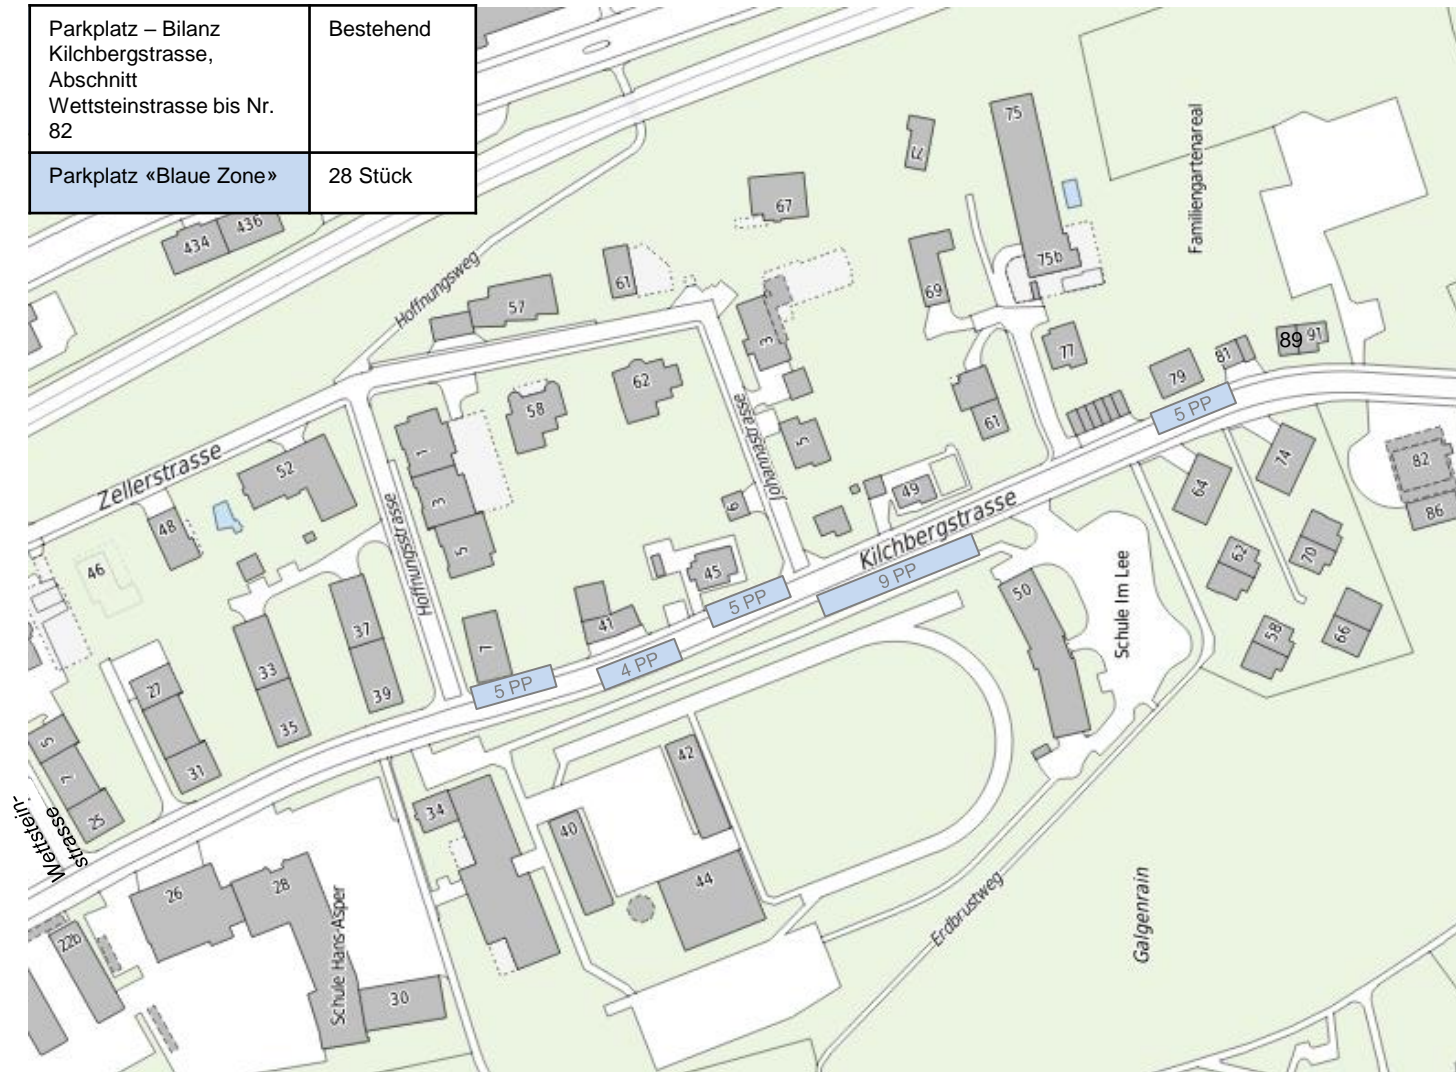 Parkplatz – Bilanz
Kilchbergstrasse,
Abschnitt
Wettsteinstrasse bis Nr.
82
Bestehend
Parkplatz «Blaue Zone»
28 Stück
434
436
Hoffnungsweg
57
61
67
75
75b
69
77
Familiengartenareal
3
62
58
1
3
5
Zellerstrasse
52
48
46
Hoffnungsstrasse
Johannastrasse
5
61
79
81
89
91
5 PP
82
86
74
64
49
6
45
Kilchbergstrasse
9 PP
5 PP
41
4 PP
7
5 PP
37
39
33
35
27
31
5
7
25
Wettstein-
strasse
50
Schule Im Lee
62
70
58
66
42
34
40
44
26
28
22b
30
Schule Hans-Asper
Erdbrustweg
Galgenrain